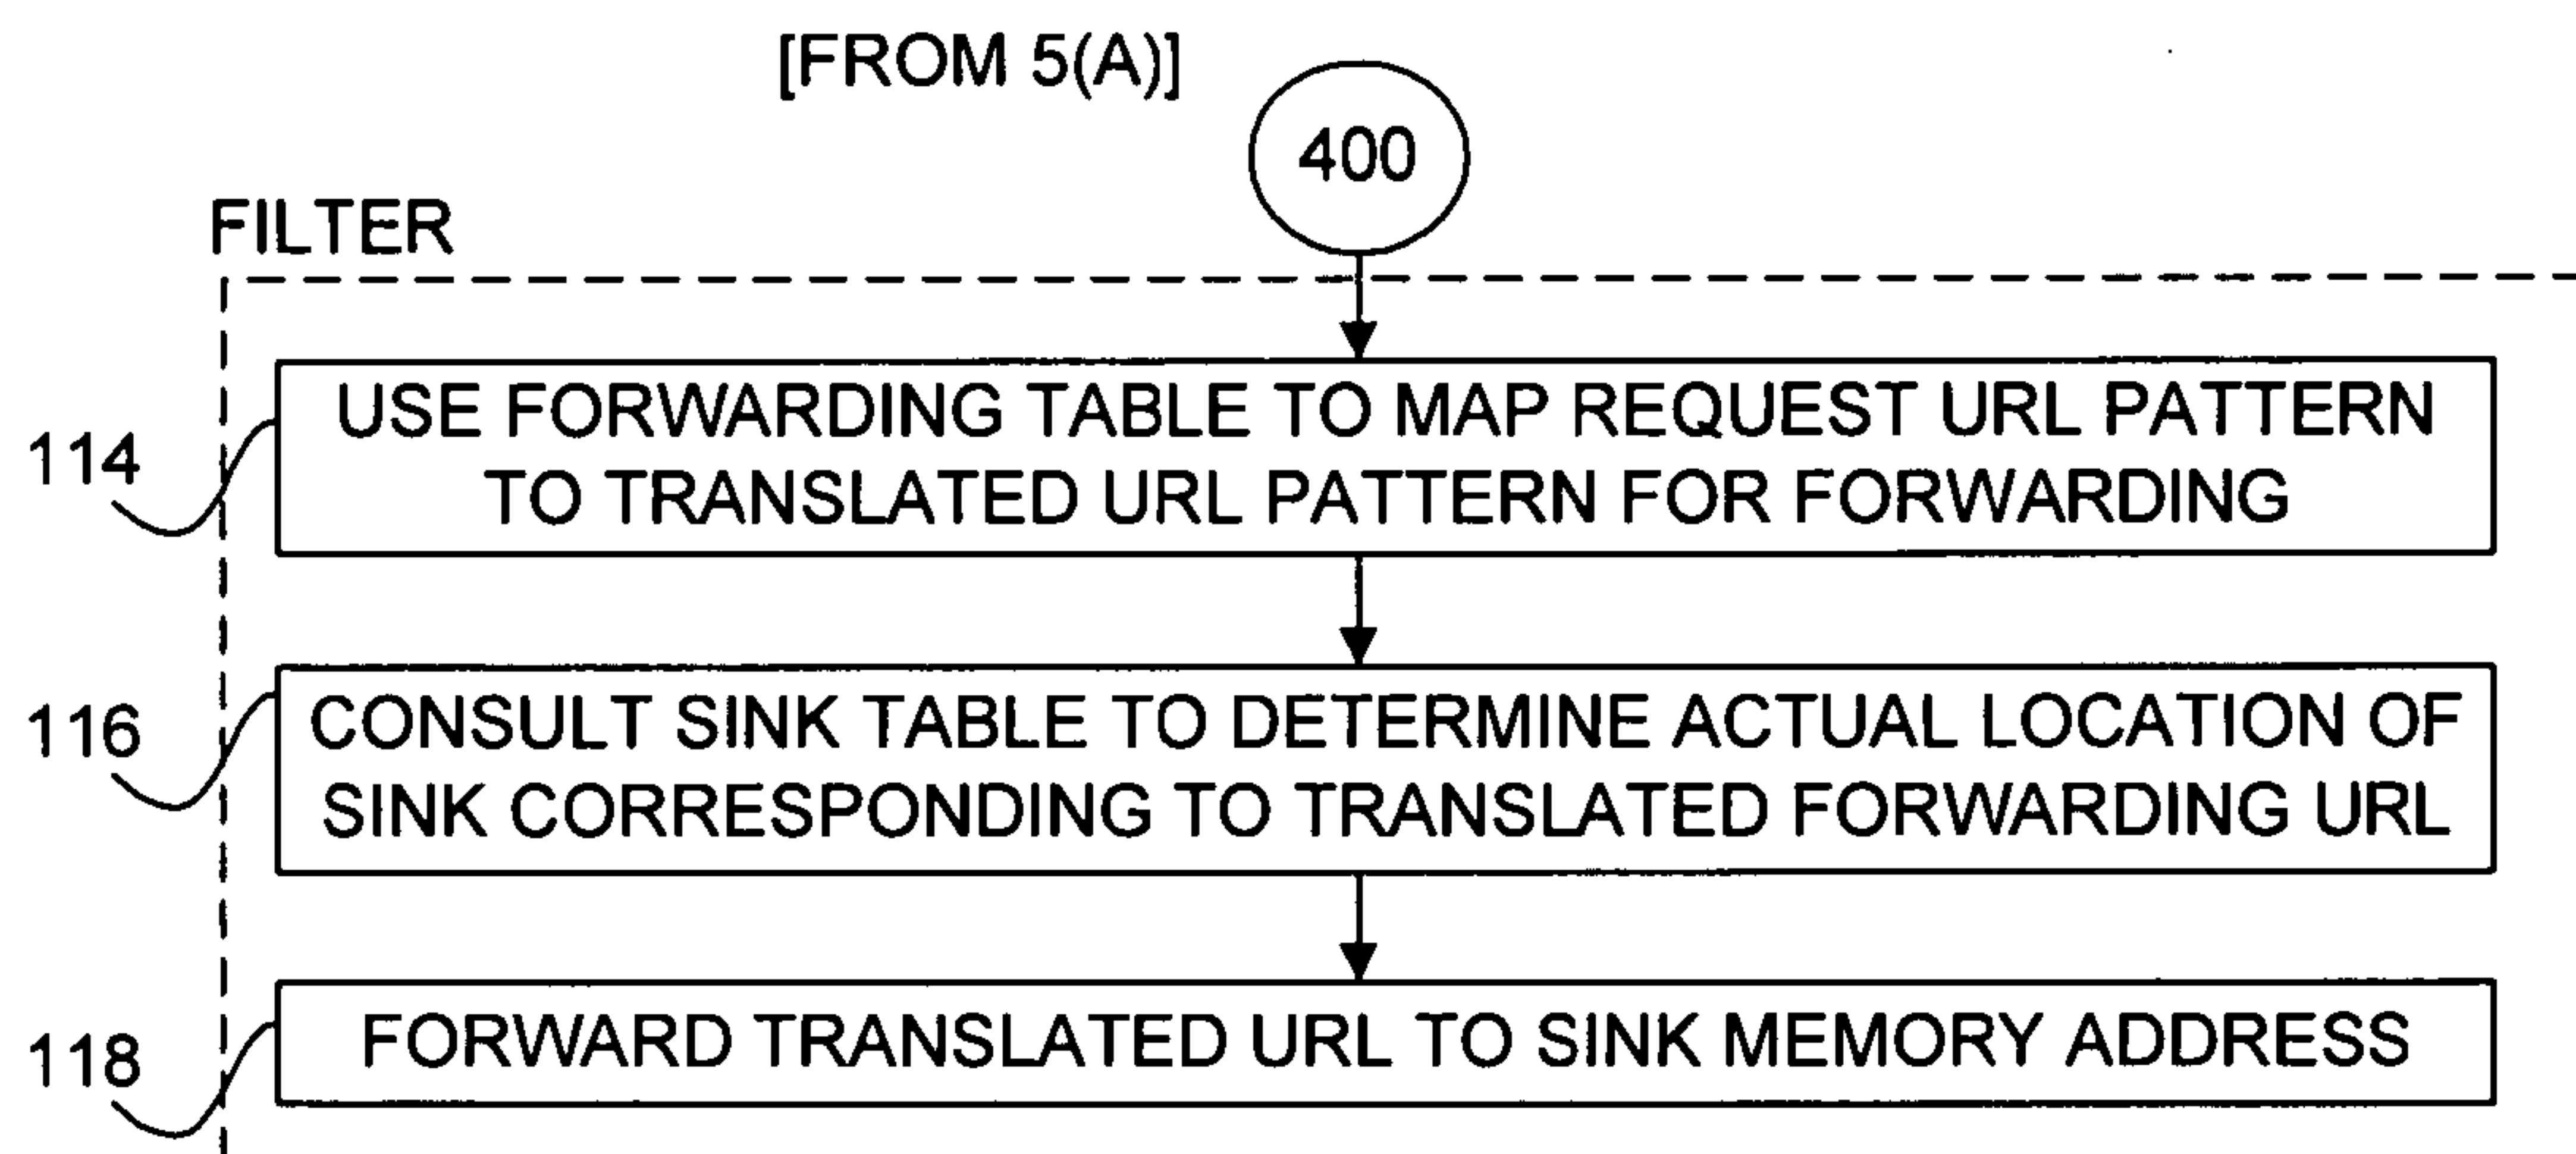 [FROM 5(A)]
400
FILTER
114
USE FORWARDING TABLE TO MAP REQUEST URL PATTERN
TO TRANSLATED URL PATTERN FOR FORWARDING
116
CONSULT SINK TABLE TO DETERMINE ACTUAL LOCATION OF
SINK CORRESPONDING TO TRANSLATED FORWARDING URL
118
FORWARD TRANSLATED URL TO SINK MEMORY ADDRESS